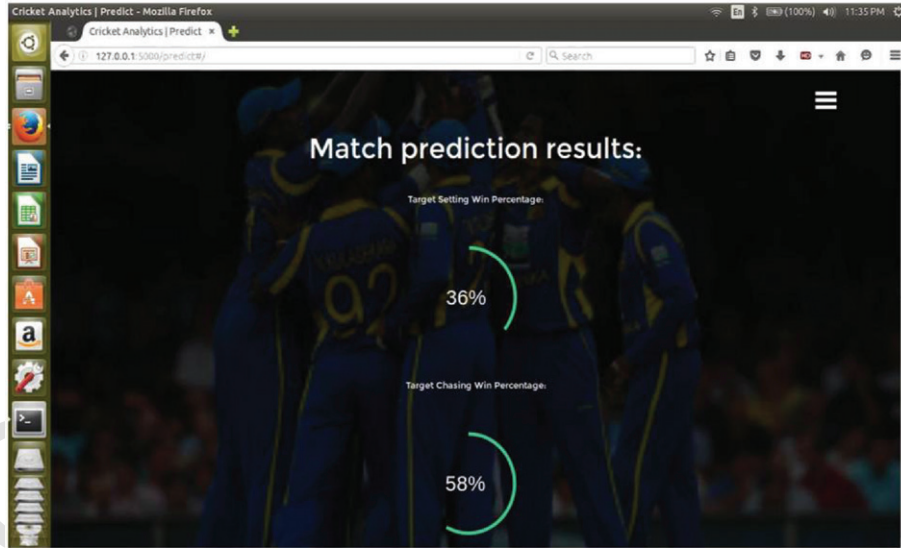 Cricket Analytics | Predict - Mozilla Firefox
En (100%) 11:35 PM
Cricket Analytics | Predict
127.0.0.1:5000/predict#/
Search
Match prediction results:
Target Setting Win Percentage:
36%
92
Target Chasing Win Percentage:
58%